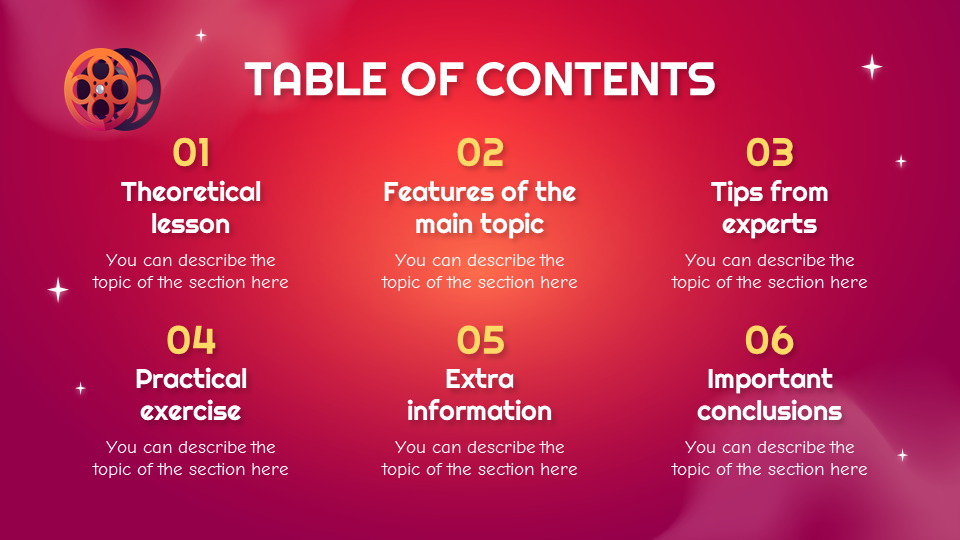 TABLE OF CONTENTS
01
Theoretical
lesson
You can describe the
topic of the section here
02
Features of the
main topic
You can describe the
topic of the section here
03
Tips from
experts
You can describe the
topic of the section here
04
Practical
exercise
You can describe the
topic of the section here
05
Extra
information
You can describe the
topic of the section here
06
Important
conclusions
You can describe the
topic of the section here